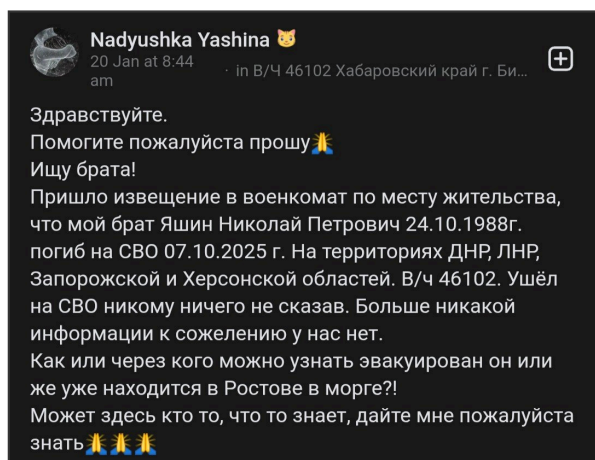 Nadyushka Yashina 🐱
20 Jan at 8:44 am · in В/Ч 46102 Хабаровский край г. Би...
Здравствуйте.
Помогите пожалуйста прошу🙏
Ищу брата!
Пришло извещение в военкомат по месту жительства,
что мой брат Яшин Николай Петрович 24.10.1988г.
погиб на СВО 07.10.2025 г. На территориях ДНР, ЛНР,
Запорожской и Херсонской областей. В/ч 46102. Ушёл
на СВО никому ничего не сказав. Больше никакой
информации к сожелению у нас нет.
Как или через кого можно узнать эвакуирован он или
же уже находится в Ростове в морге?!
Может здесь кто то, что то знает, дайте мне пожалуйста
знать🙏🙏🙏